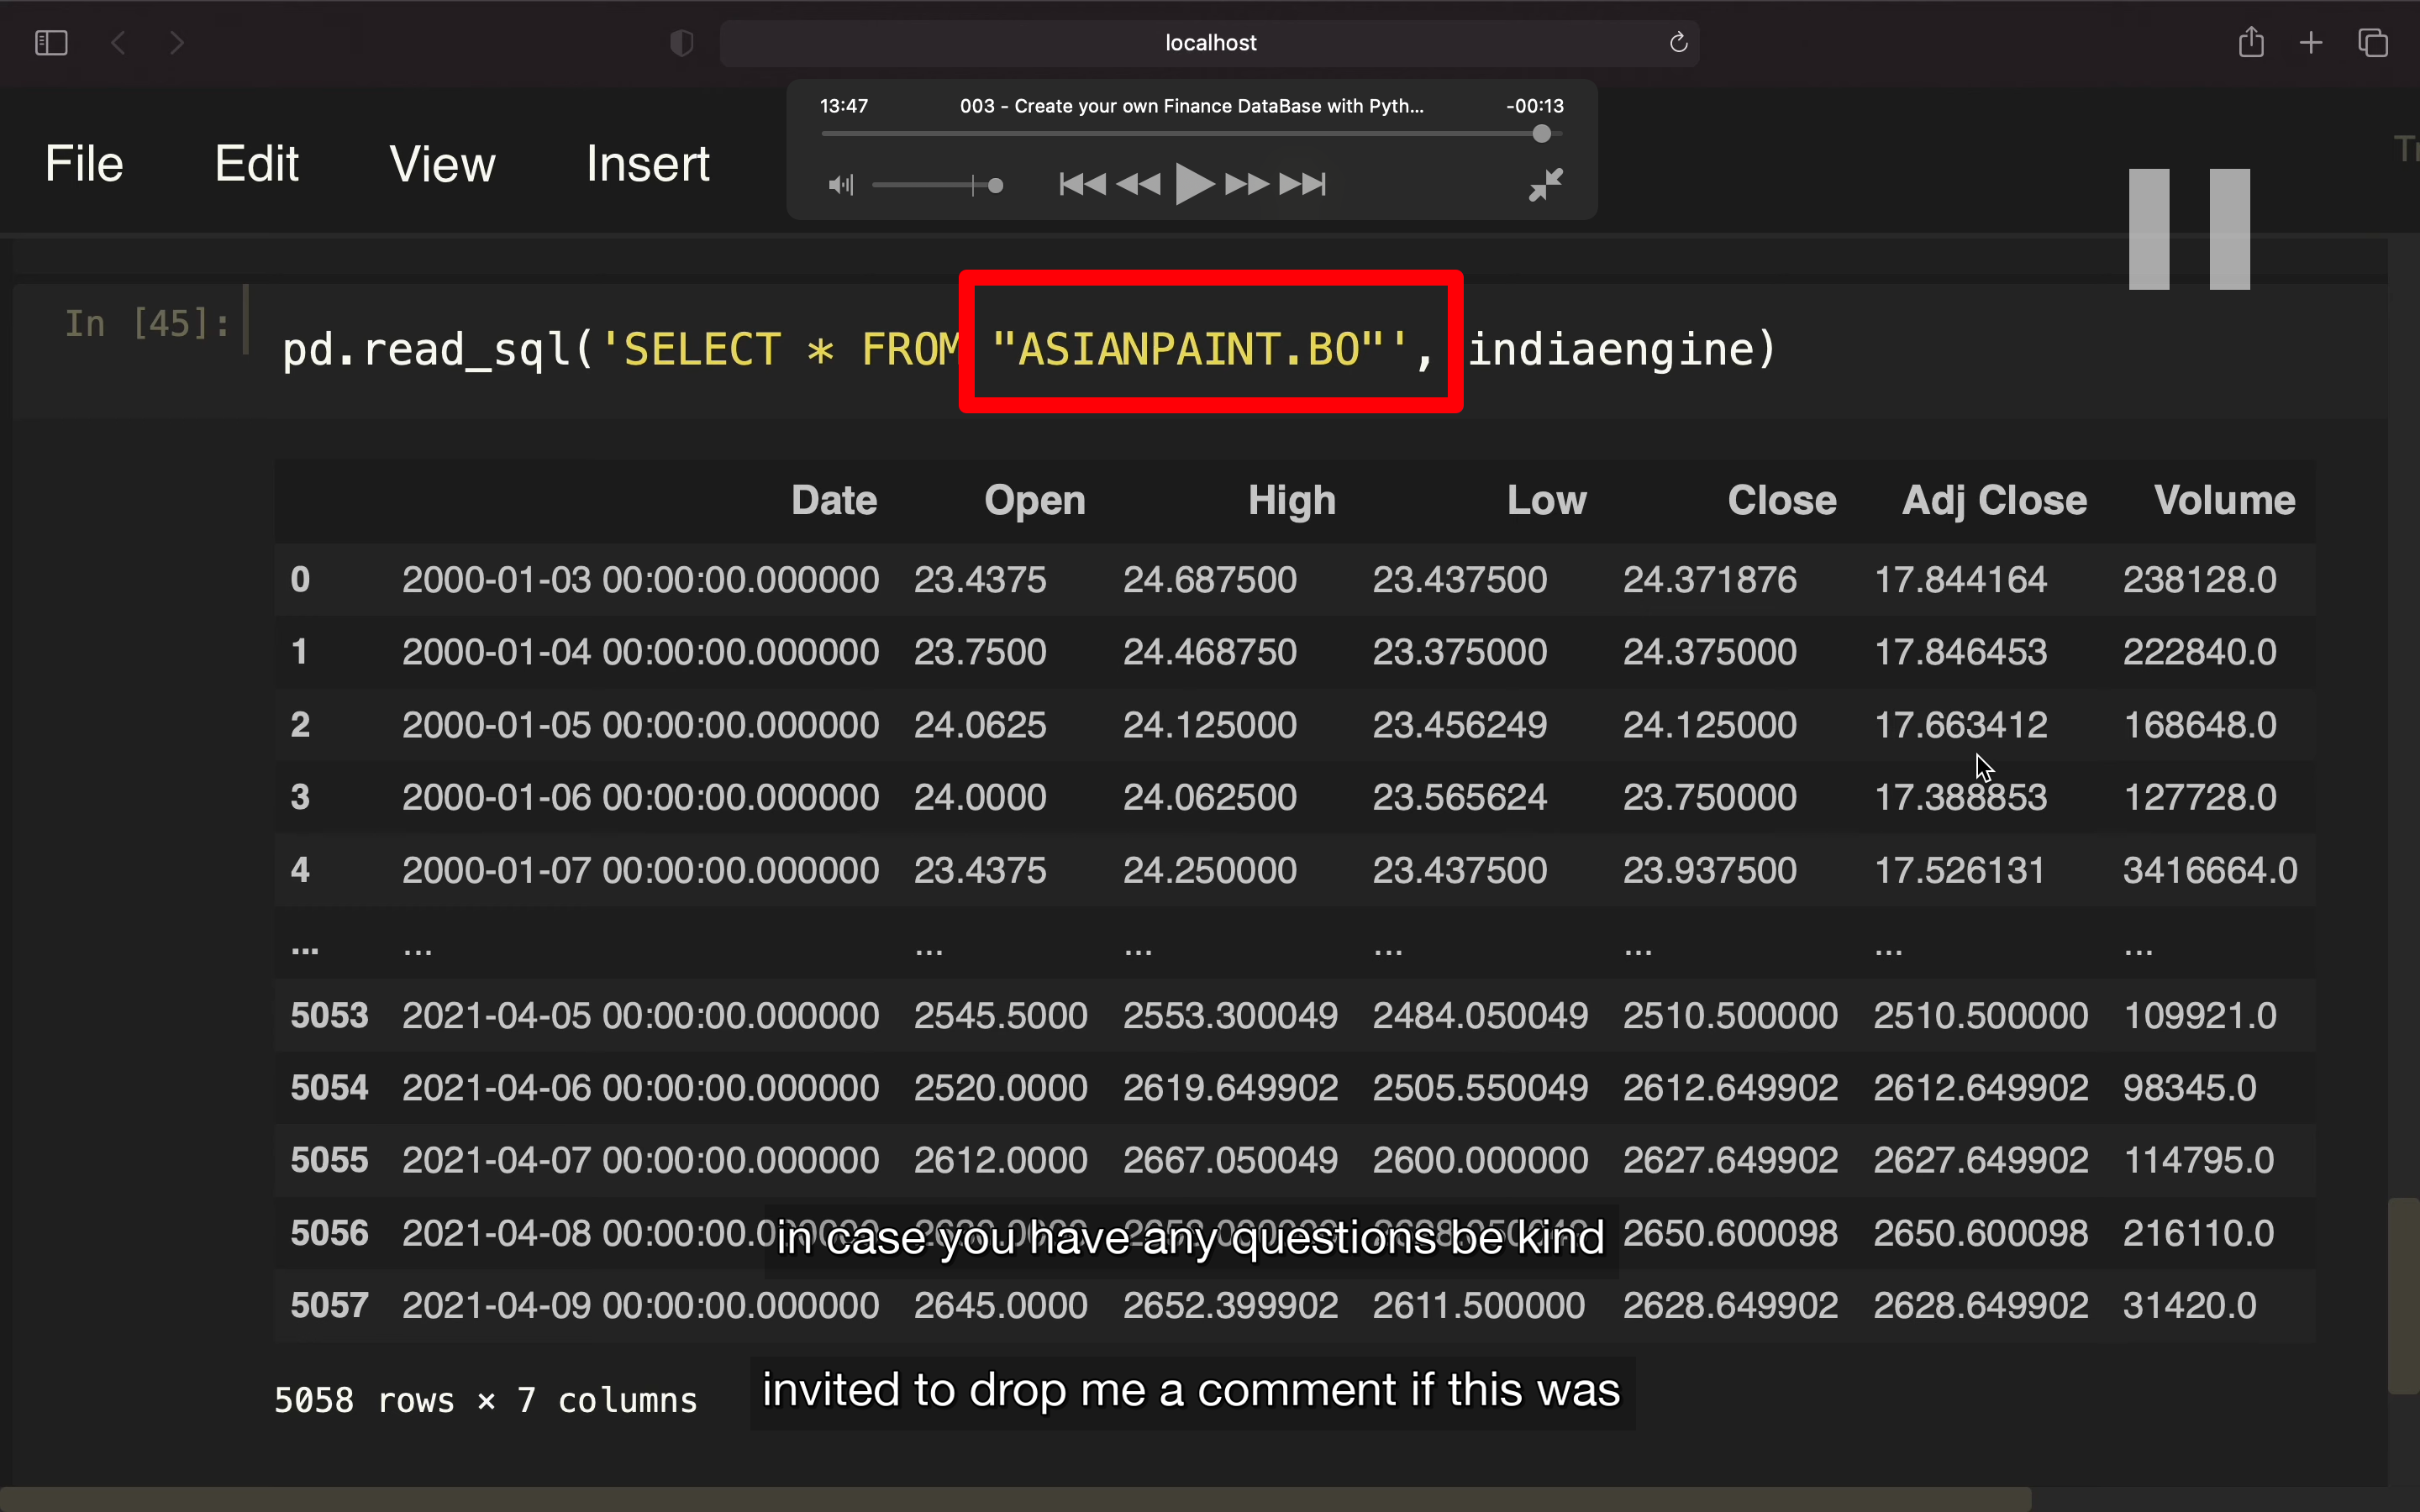 localhost
13:47 003 - Create your own Finance DataBase with Pyth... -00:13
File Edit View Insert
In [45]: pd.read_sql('SELECT * FROM "ASIANPAINT.BO"', indiaengine)
Date Open High Low Close Adj Close Volume
0 2000-01-03 00:00:00.000000 23.4375 24.687500 23.437500 24.371876 17.844164 238128.0
1 2000-01-04 00:00:00.000000 23.7500 24.468750 23.375000 24.375000 17.846453 222840.0
2 2000-01-05 00:00:00.000000 24.0625 24.125000 23.456249 24.125000 17.663412 168648.0
3 2000-01-06 00:00:00.000000 24.0000 24.062500 23.565624 23.750000 17.388853 127728.0
4 2000-01-07 00:00:00.000000 23.4375 24.250000 23.437500 23.937500 17.526131 3416664.0
... ... ... ... ... ... ... ...
5053 2021-04-05 00:00:00.000000 2545.5000 2553.300049 2484.050049 2510.500000 2510.500000 109921.0
5054 2021-04-06 00:00:00.000000 2520.0000 2619.649902 2505.550049 2612.649902 2612.649902 98345.0
5055 2021-04-07 00:00:00.000000 2612.0000 2667.050049 2600.000000 2627.649902 2627.649902 114795.0
5056 2021-04-08 2650.600098 2650.600098 216110.0
in case you have any questions be kind
5057 2021-04-09 00:00:00.000000 2645.0000 2652.399902 2611.500000 2628.649902 2628.649902 31420.0
5058 rows × 7 columns
invited to drop me a comment if this was